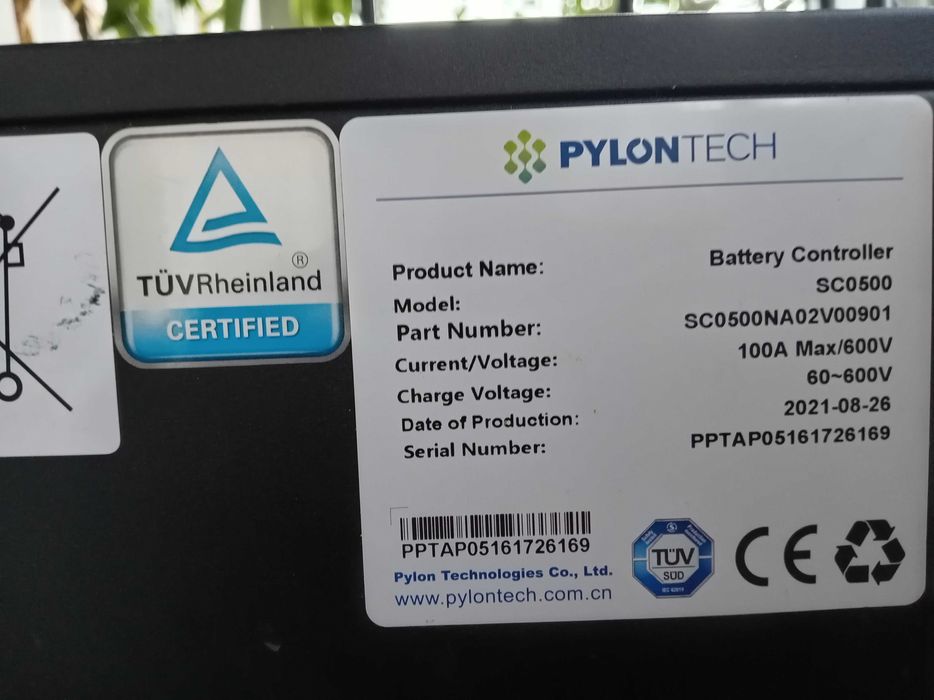 TÜVRheinland®
CERTIFIED
PYLONTECH
Product Name: Battery Controller
Model: SC0500
Part Number: SC0500NA02V00901
Current/Voltage: 100A Max/600V
Charge Voltage: 60~600V
Date of Production: 2021-08-26
Serial Number: PPTAP05161726169
PPTAP05161726169
Pylon Technologies Co., Ltd.
www.pylontech.com.cn
TÜV
SÜD
IEC 62619
CE